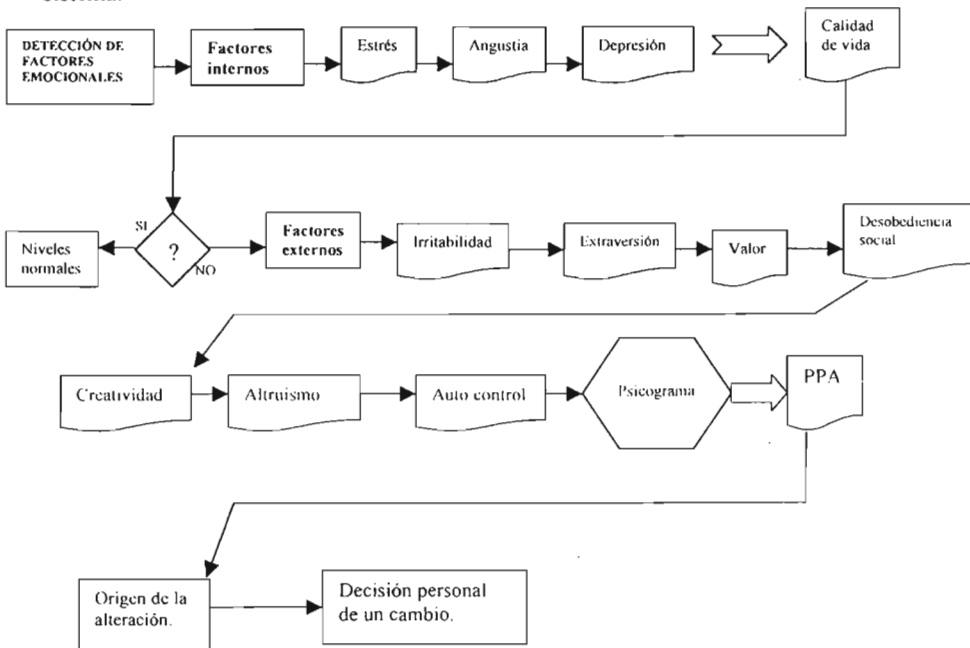 DETECCIÓN DE
FACTORES
EMOCIONALES
Factores
internos
Estrés
Angustia
Depresión
Calidad
de vida
SI
?
NO
Niveles
normales
Factores
externos
Irritabilidad
Extraversión
Valor
Desobediencia
social
Creatividad
Altruismo
Auto control
Psicograma
PPA
Origen de la
alteración.
Decisión personal
de un cambio.